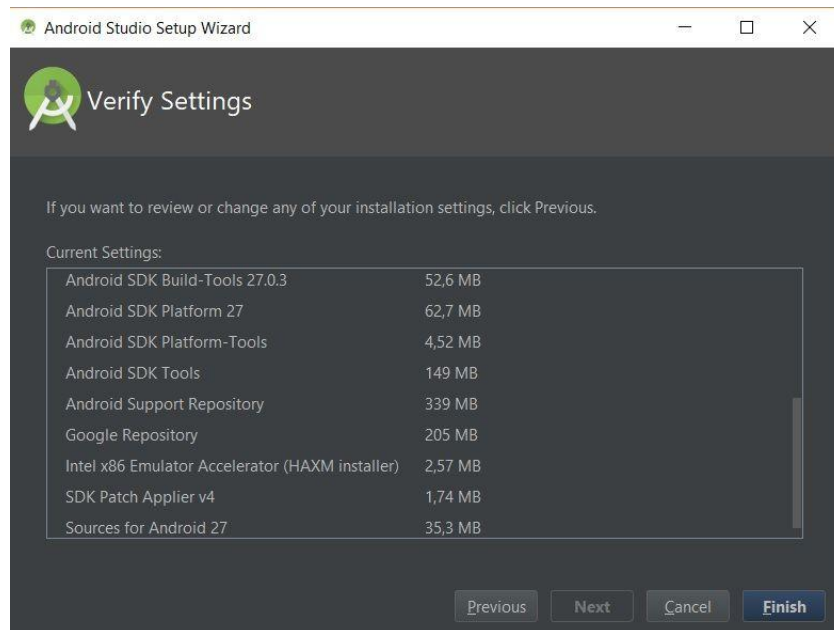 Android Studio Setup Wizard
Verify Settings
If you want to review or change any of your installation settings, click Previous.
Current Settings:
Android SDK Build-Tools 27.0.3 52,6 MB
Android SDK Platform 27 62,7 MB
Android SDK Platform-Tools 4,52 MB
Android SDK Tools 149 MB
Android Support Repository 339 MB
Google Repository 205 MB
Intel x86 Emulator Accelerator (HAXM installer) 2,57 MB
SDK Patch Applier v4 1,74 MB
Sources for Android 27 35,3 MB
Previous Next Cancel Finish